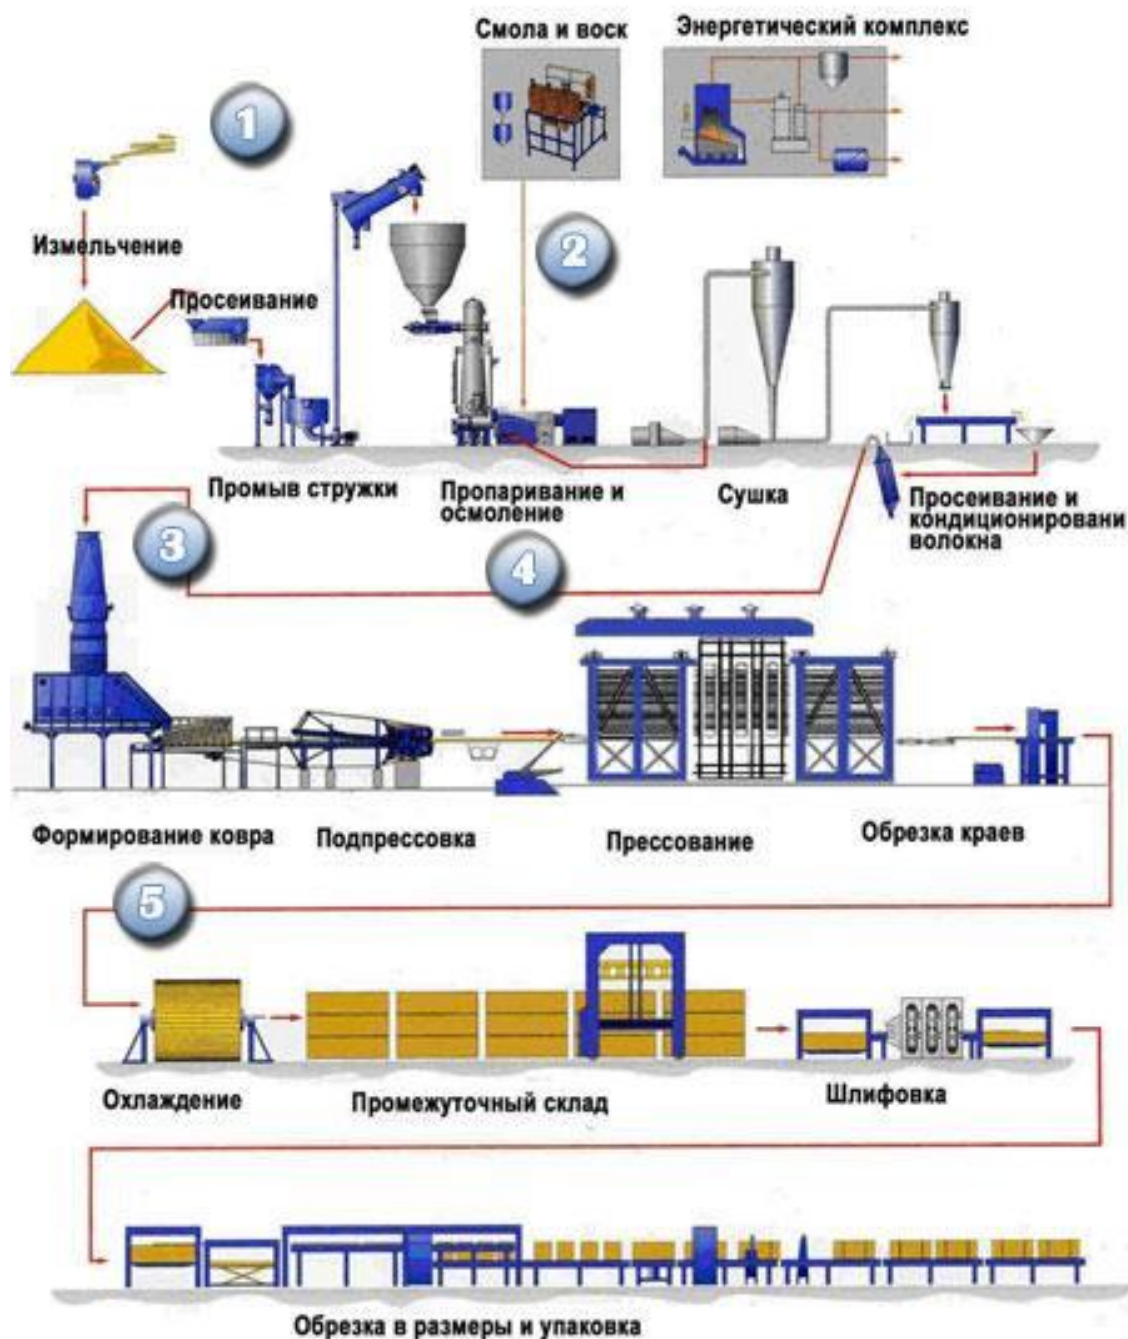 Смола и воск
Энергетический комплекс
1
Измельчение
Просеивание
2
Промыв стружки
Пропаривание и
осмоление
Сушка
Просеивание и
кондиционировани
волокна
3
4
Формирование ковра
Подпрессовка
Прессование
Обрезка краев
5
Охлаждение
Промежуточный склад
Шлифовка
Обрезка в размеры и упаковка